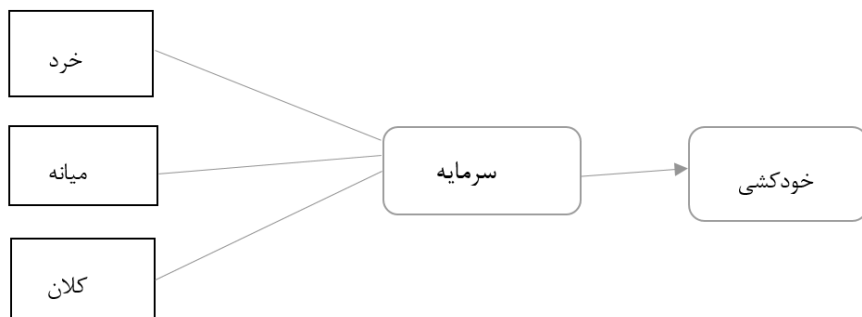 خرد
میانه
کلان
سرمایه
خودکشی